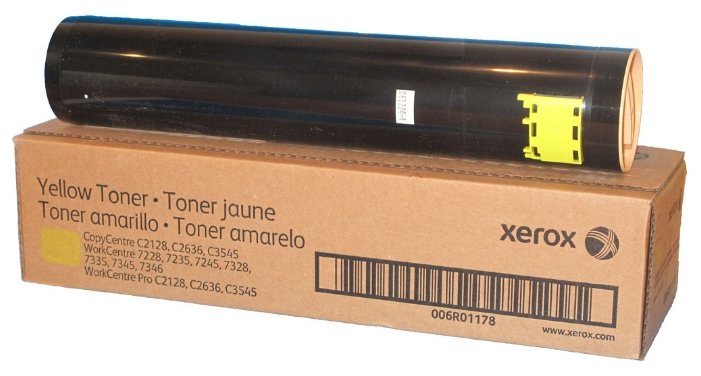 Yellow Toner • Toner jaune
Toner amarillo • Toner amarelo
CopyCentre C2128, C2636, C3545
WorkCentre 7228, 7235, 7245, 7328,
7335, 7345, 7346
WorkCentre Pro C2128, C2636, C3545
xerox
006R01178
www.xerox.com